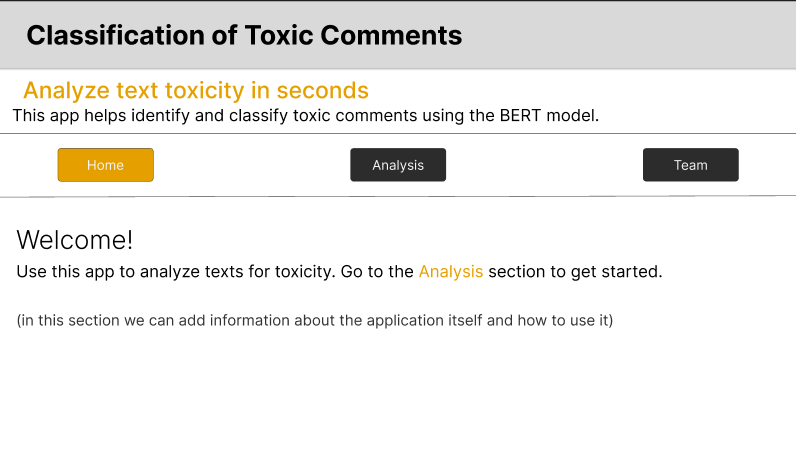 Classification of Toxic Comments
Analyze text toxicity in seconds
This app helps identify and classify toxic comments using the BERT model.
Home
Analysis
Team
Welcome!
Use this app to analyze texts for toxicity. Go to the Analysis section to get started.
(in this section we can add information about the application itself and how to use it)